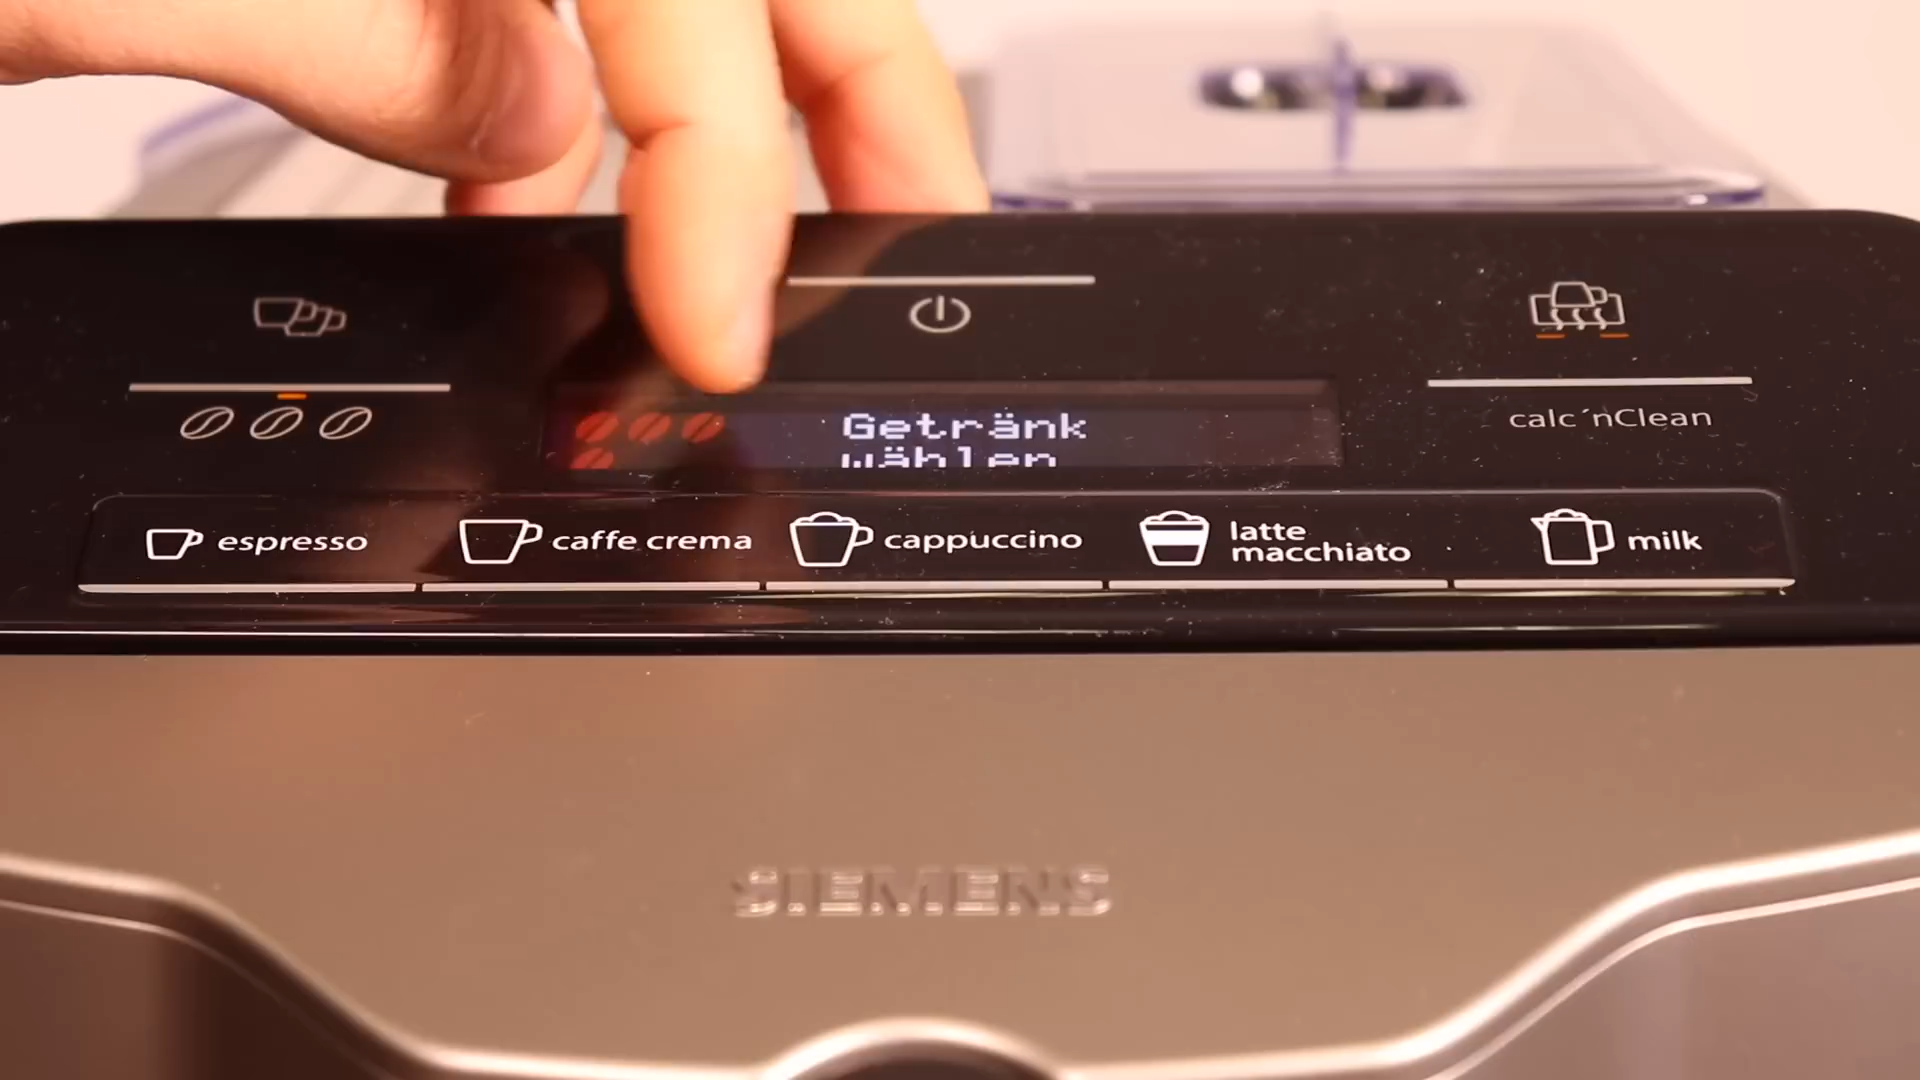 Getränk
wählen
calc´nClean
espresso
caffe crema
cappuccino
latte
macchiato
milk
SIEMENS